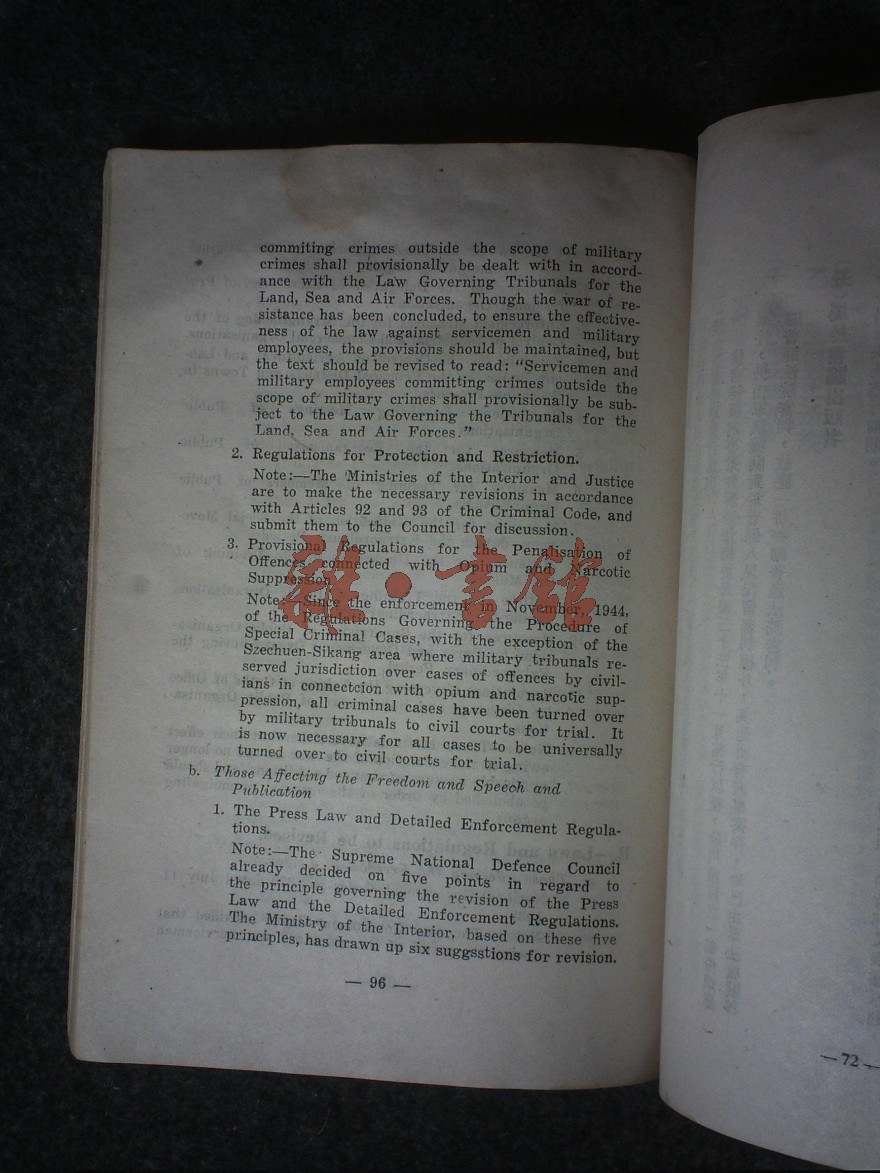 commiting crimes outside the scope of military
crimes shall provisionally be dealt with in accord-
ance with the Law Governing Tribunals for the
Land, Sea and Air Forces. Though the war of re-
sistance has been concluded, to ensure the effective-
ness of the law against servicemen and military
employees, the provisions should be maintained, but
the text should be revised to read: “Servicemen and
military employees committing crimes outside the
scope of military crimes shall provisionally be sub-
ject to the Law Governing the Tribunals for the
Land, Sea and Air Forces.”
2. Regulations for Protection and Restriction.
Note:—The Ministries of the Interior and Justice
are to make the necessary revisions in accordance
with Articles 92 and 93 of the Criminal Code, and
submit them to the Council for discussion.
3. Provisional Regulations for the Penalisation of
Offences connected with Opium and Narcotic
Suppression
Note:—Since the enforcement in November, 1944,
of the Regulations Governing the Procedure of
Special Criminal Cases, with the exception of the
Szechuen-Sikang area where military tribunals re-
served jurisdiction over cases of offences by civil-
ians in connectcion with opium and narcotic sup-
pression, all criminal cases have been turned over
by military tribunals to civil courts for trial. It
is now necessary for all cases to be universally
turned over to civil courts for trial.
b. Those Affecting the Freedom and Speech and
Publication
1. The Press Law and Detailed Enforcement Regula-
tions.
Note:—The Supreme National Defence Council
already decided on five points in regard to
the principle governing the revision of the Press
Law and the Detailed Enforcement Regulations.
The Ministry of the Interior, based on these five
principles, has drawn up six suggsstions for revision.
— 96 —
— 72 —
雜·書館